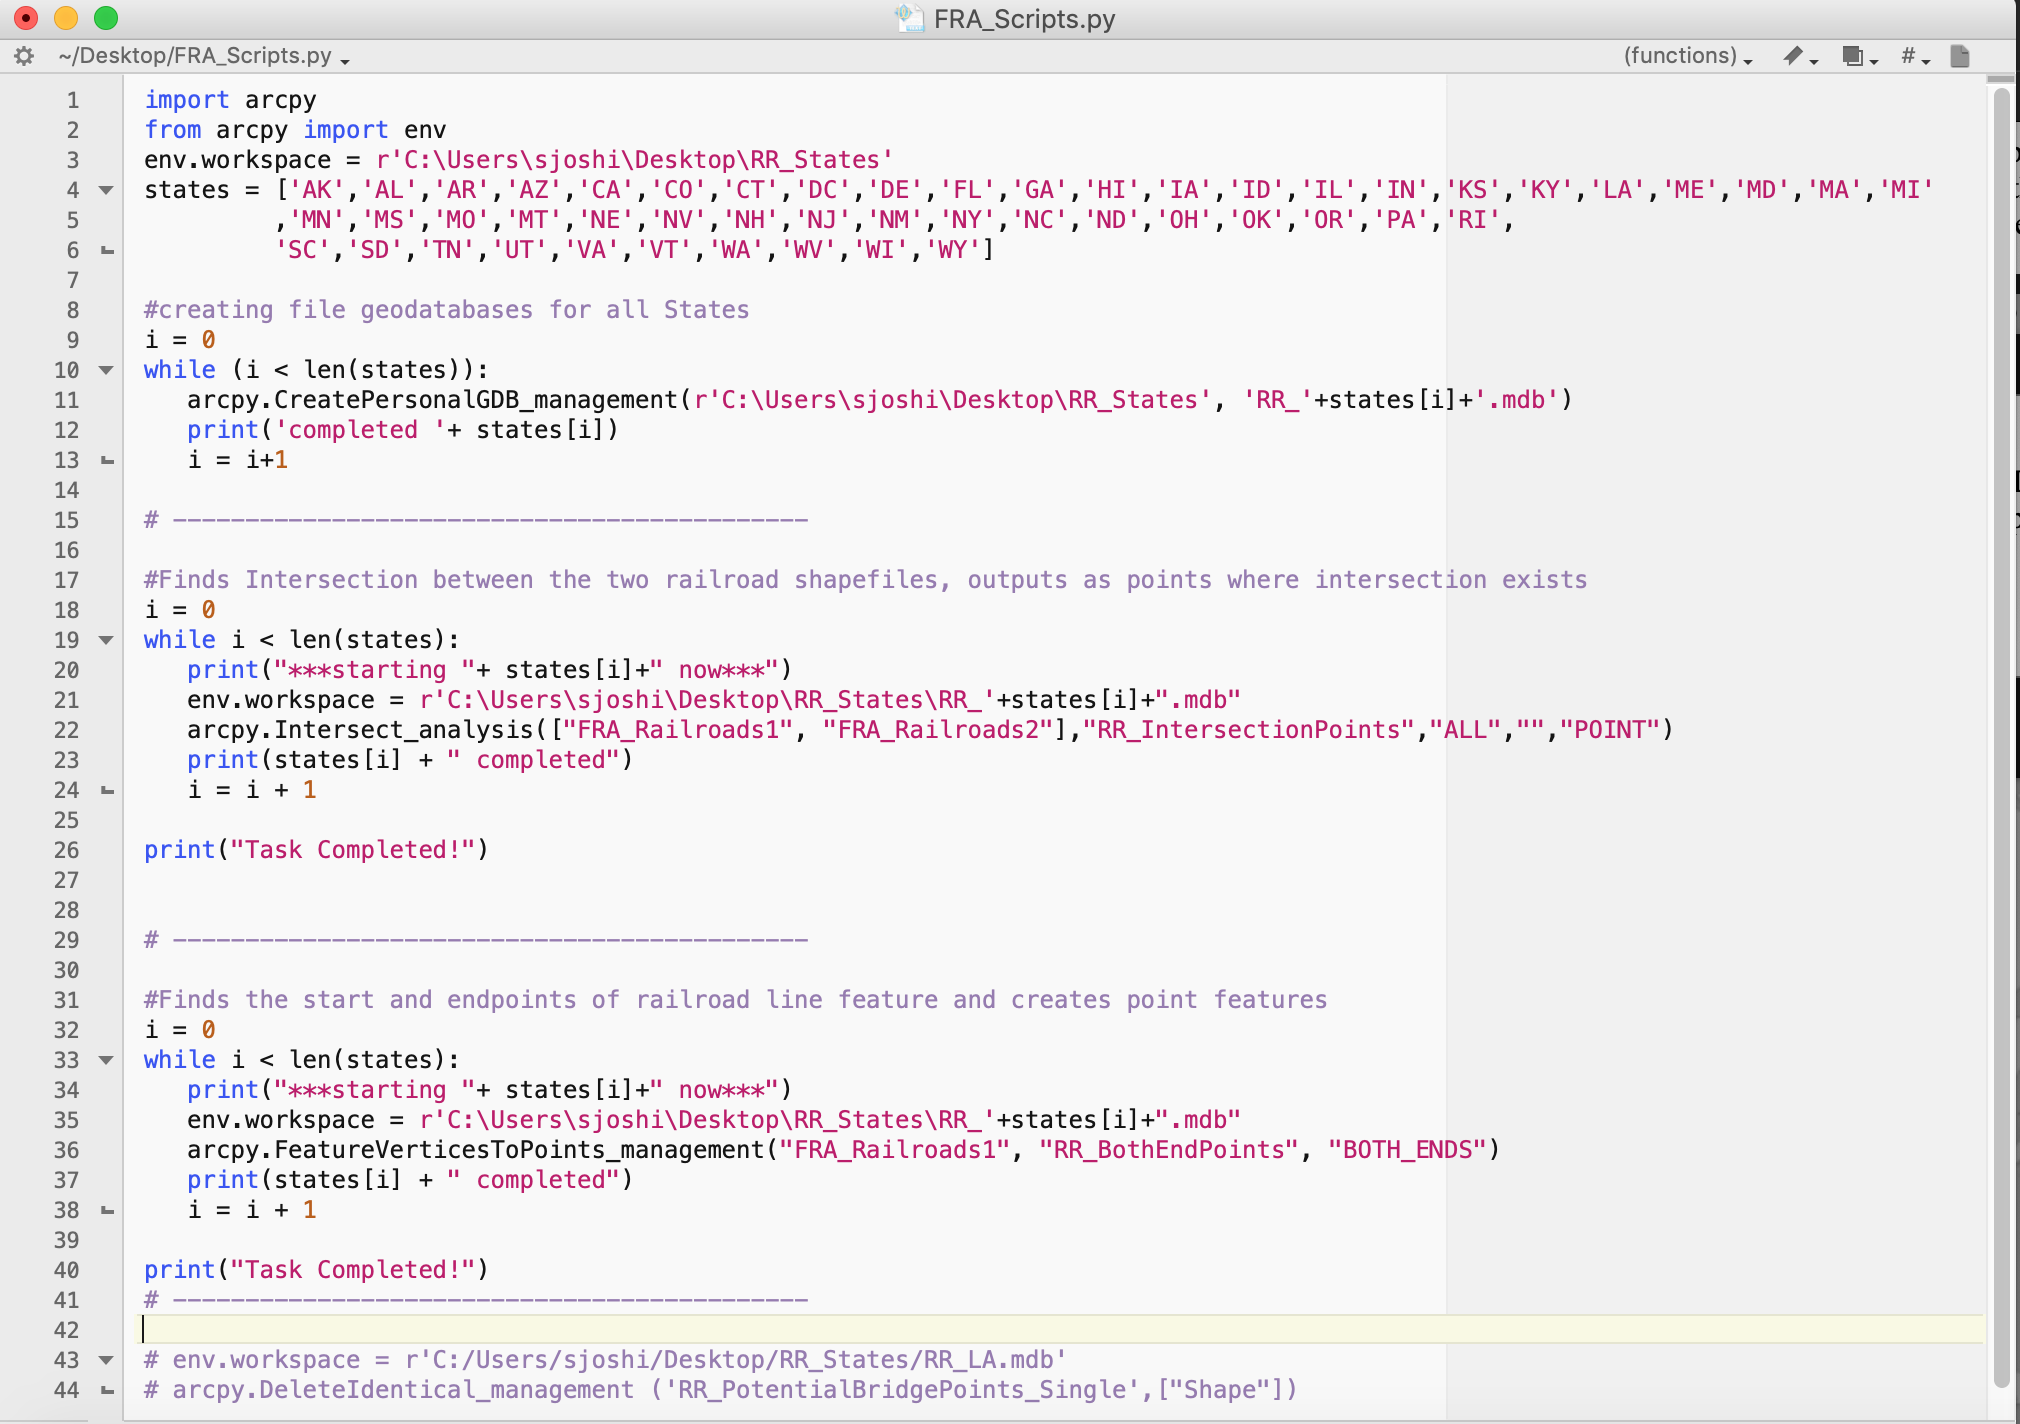 FRA_Scripts.py
~/Desktop/FRA_Scripts.py
(functions)
#
1 import arcpy
2 from arcpy import env
3 env.workspace = r'C:\Users\sjoshi\Desktop\RR_States'
4 states = ['AK','AL','AR','AZ','CA','CO','CT','DC','DE','FL','GA','HI','IA','ID','IL','IN','KS','KY','LA','ME','MD','MA','MI'
5          ,'MN','MS','MO','MT','NE','NV','NH','NJ','NM','NY','NC','ND','OH','OK','OR','PA','RI',
6          'SC','SD','TN','UT','VA','VT','WA','WV','WI','WY']
7
8 #creating file geodatabases for all States
9 i = 0
10 while (i < len(states)):
11    arcpy.CreatePersonalGDB_management(r'C:\Users\sjoshi\Desktop\RR_States', 'RR_'+states[i]+'.mdb')
12    print('completed '+ states[i])
13    i = i+1
14
15 # --------------------------------------------
16
17 #Finds Intersection between the two railroad shapefiles, outputs as points where intersection exists
18 i = 0
19 while i < len(states):
20    print("***starting "+ states[i]+" now***")
21    env.workspace = r'C:\Users\sjoshi\Desktop\RR_States\RR_'+states[i]+".mdb"
22    arcpy.Intersect_analysis(["FRA_Railroads1", "FRA_Railroads2"],"RR_IntersectionPoints","ALL","","POINT")
23    print(states[i] + " completed")
24    i = i + 1
25
26 print("Task Completed!")
27
28
29 # --------------------------------------------
30
31 #Finds the start and endpoints of railroad line feature and creates point features
32 i = 0
33 while i < len(states):
34    print("***starting "+ states[i]+" now***")
35    env.workspace = r'C:\Users\sjoshi\Desktop\RR_States\RR_'+states[i]+".mdb"
36    arcpy.FeatureVerticesToPoints_management("FRA_Railroads1", "RR_BothEndPoints", "BOTH_ENDS")
37    print(states[i] + " completed")
38    i = i + 1
39
40 print("Task Completed!")
41 # --------------------------------------------
42
43 # env.workspace = r'C:/Users/sjoshi/Desktop/RR_States/RR_LA.mdb'
44 # arcpy.DeleteIdentical_management ('RR_PotentialBridgePoints_Single',["Shape"])